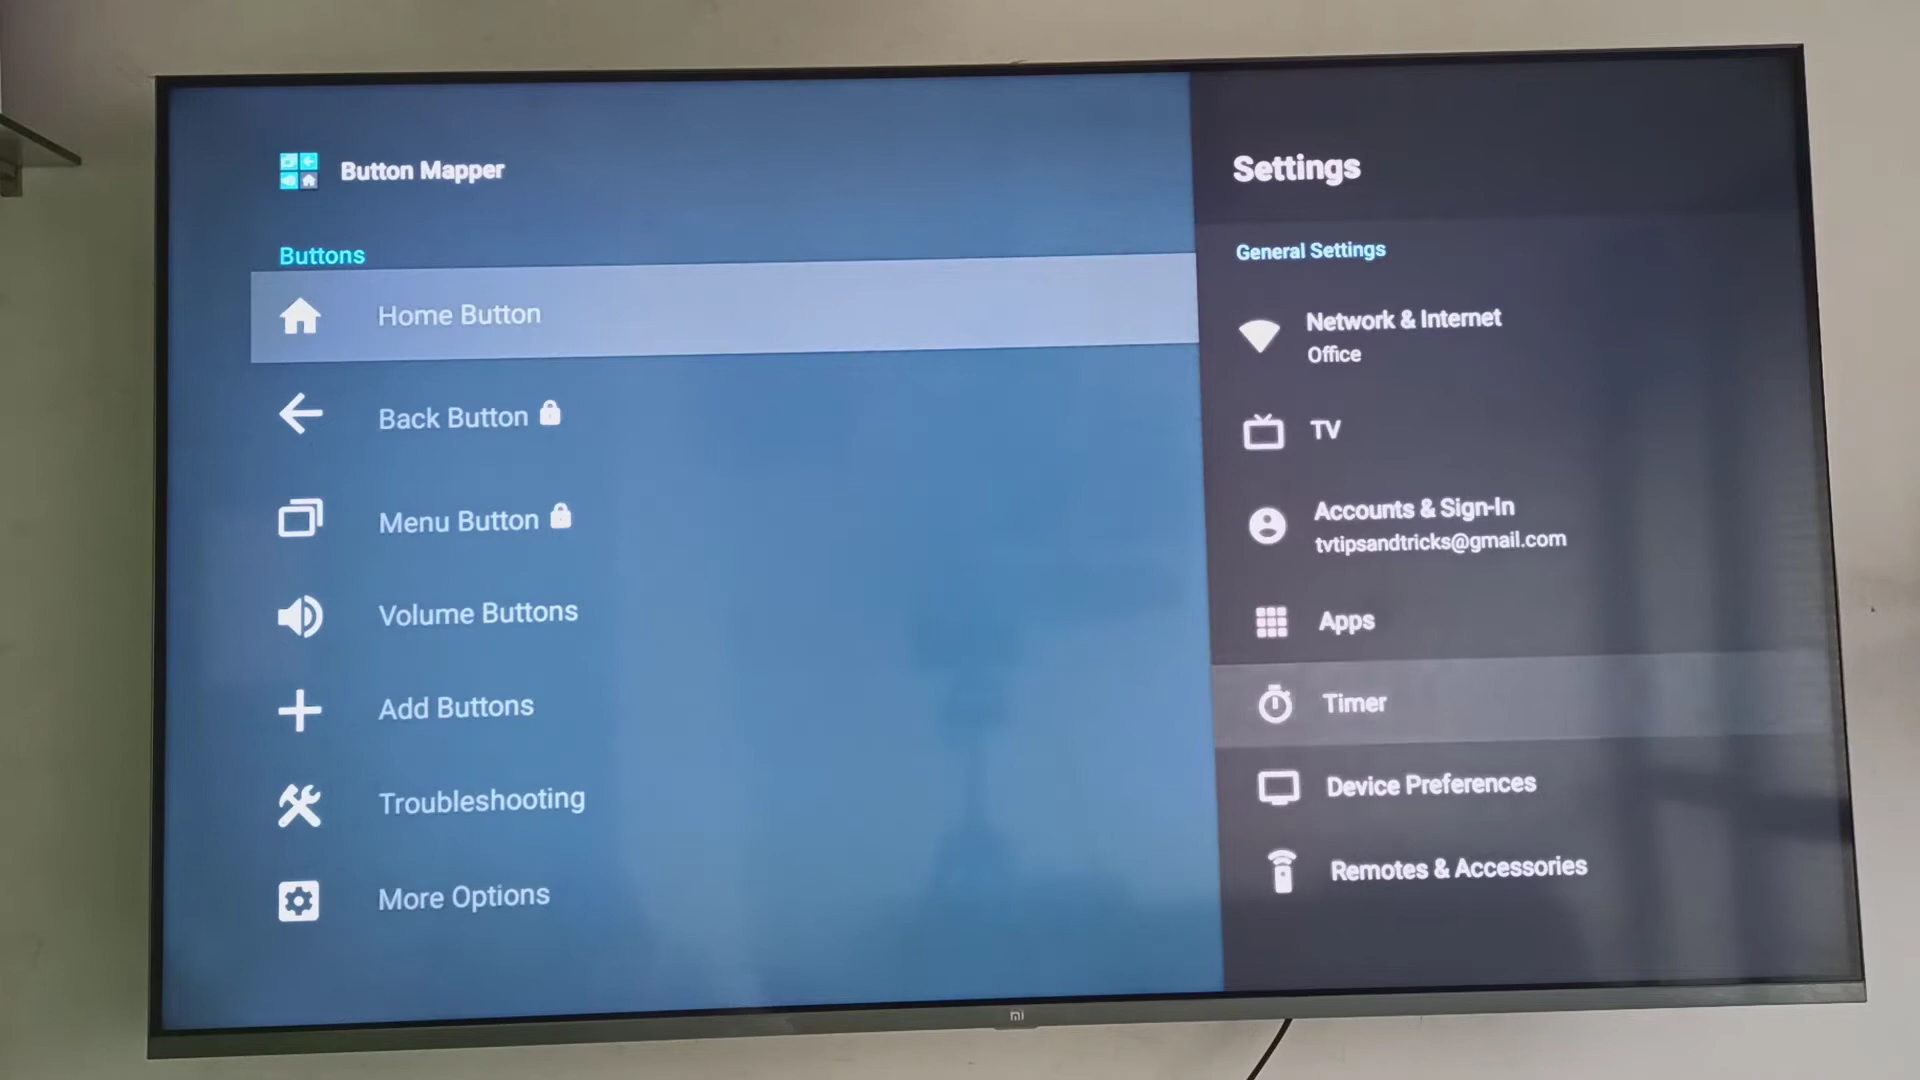 Button Mapper
Buttons
Home Button
Back Button
Menu Button
Volume Buttons
Add Buttons
Troubleshooting
More Options
Settings
General Settings
Network & Internet
Office
TV
Accounts & Sign-In
tvtipsandtricks@gmail.com
Apps
Timer
Device Preferences
Remotes & Accessories
mi